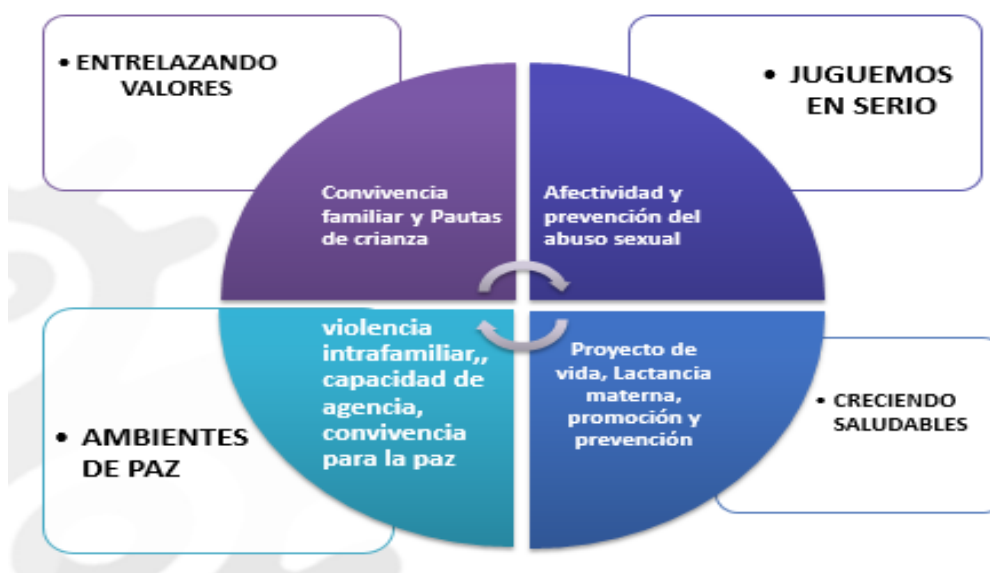 • ENTRELAZANDO
VALORES
• JUGUEMOS
EN SERIO
Convivencia
familiar y Pautas
de crianza
Afectividad y
prevención del
abuso sexual
violencia
intrafamiliar,,
capacidad de
agencia,
convivencia
para la paz
Proyecto de
vida, Lactancia
materna,
promoción y
prevención
• AMBIENTES
DE PAZ
• CRECIENDO
SALUDABLES